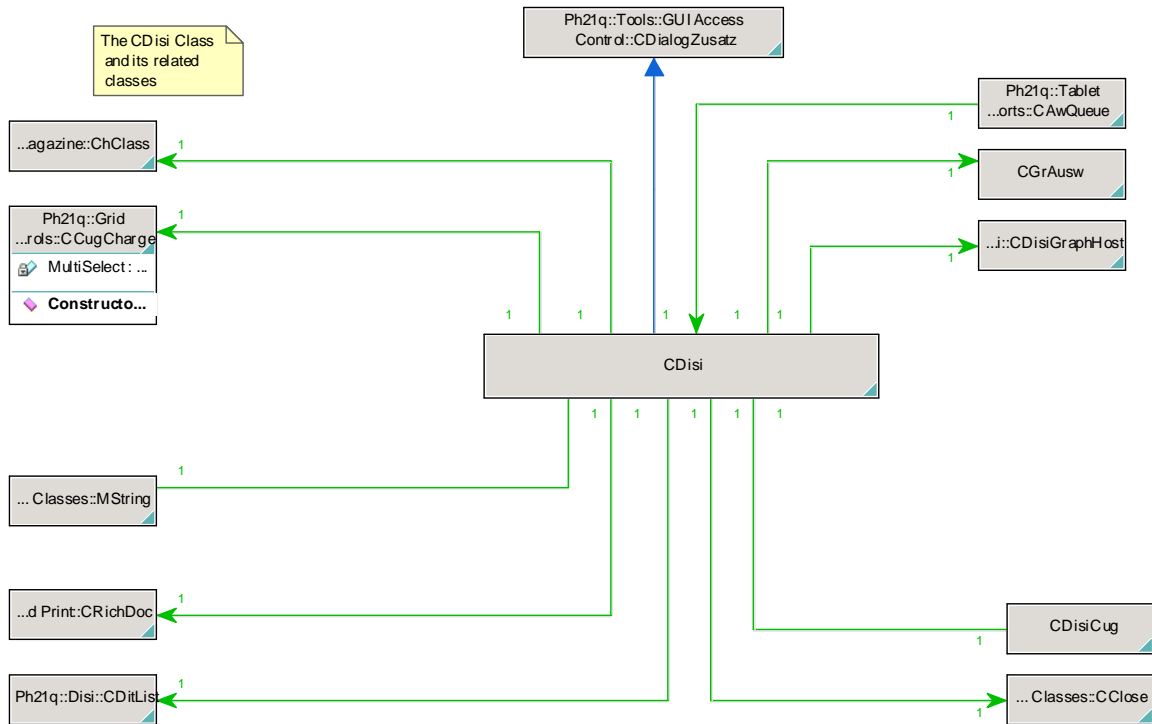 Ph21q::Tools::GUI Access
Control::CDialogZusatz
The CDisi Class
and its related
classes
Ph21q::Tablet
...orts::CAwQueue
1
...agazine::ChClass
1
CGrAusw
1
Ph21q::Grid
...rols::CCugCharge
1
MultiSelect : ...
Constructo...
...i::CDisiGraphHost
1
1
1
1
1
1
CDisi
1
1
1
1
1
... Classes::MString
1
...d Print::CRichDoc
1
CDisiCug
1
Ph21q::Disi::CDitList
1
... Classes::CClose
1